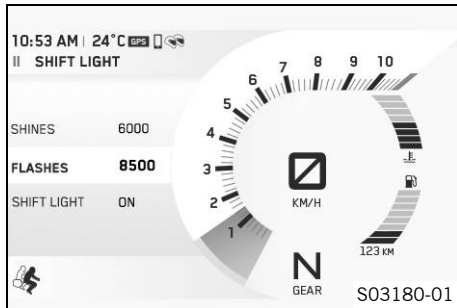 10:53 AM 24°C GPS
SHIFT LIGHT
SHINES 6000
FLASHES 8500
SHIFT LIGHT ON
1
2
3
4
5
6
7
8
9
10
0
KM/H
N
GEAR
123 KM
S03180-01